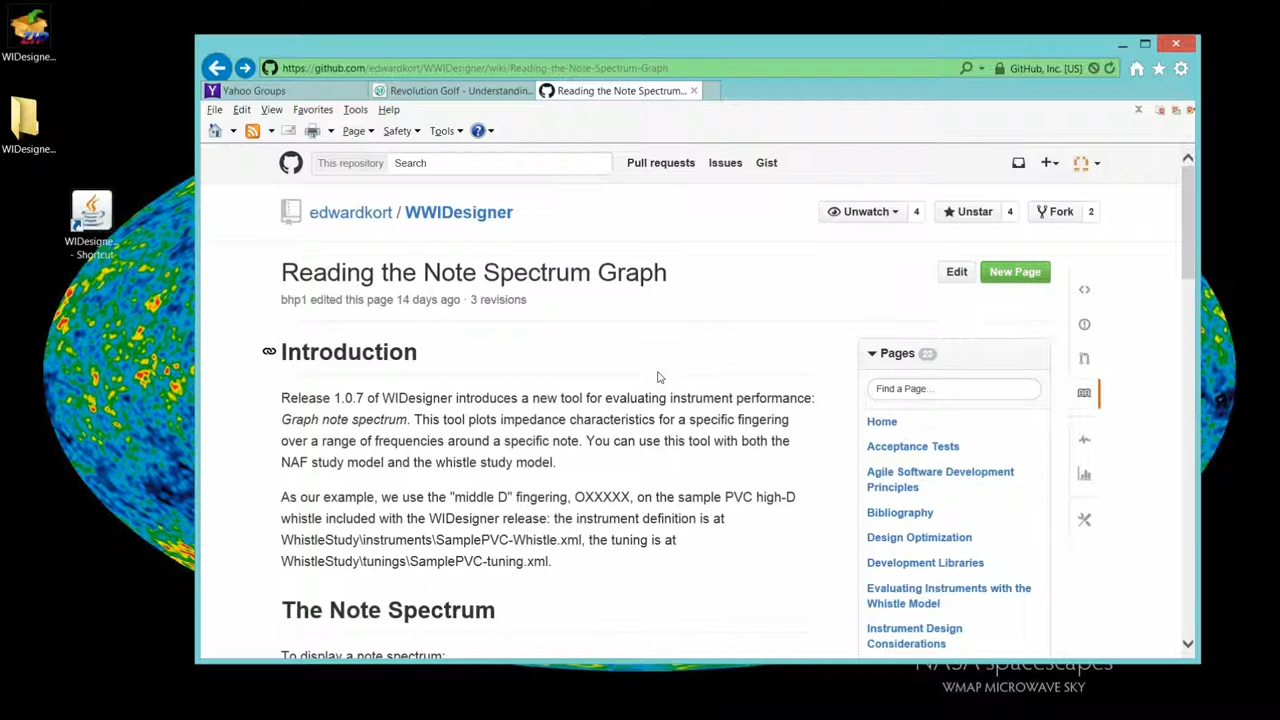 WIDesigne...
WIDesigne...
WIDesigne...
- Shortcut
https://github.com/edwardkort/WWIDesigner/wiki/Reading-the-Note-Spectrum-Graph
GitHub, Inc. [US]
Yahoo Groups
Revolution Golf - Understandin...
Reading the Note Spectrum...
File Edit View Favorites Tools Help
Page Safety Tools
This repository Search Pull requests Issues Gist
edwardkort / WWIDesigner
Unwatch 4 Unstar 4 Fork 2
Reading the Note Spectrum Graph
Edit New Page
bhp1 edited this page 14 days ago · 3 revisions
Introduction
Release 1.0.7 of WIDesigner introduces a new tool for evaluating instrument performance:
Graph note spectrum. This tool plots impedance characteristics for a specific fingering
over a range of frequencies around a specific note. You can use this tool with both the
NAF study model and the whistle study model.
As our example, we use the "middle D" fingering, OXXXXX, on the sample PVC high-D
whistle included with the WIDesigner release: the instrument definition is at
WhistleStudy\instruments\SamplePVC-Whistle.xml, the tuning is at
WhistleStudy\tunings\SamplePVC-tuning.xml.
The Note Spectrum
To display a note spectrum:
Pages 23
Find a Page...
Home
Acceptance Tests
Agile Software Development
Principles
Bibliography
Design Optimization
Development Libraries
Evaluating Instruments with the
Whistle Model
Instrument Design
Considerations
NASA Spacescapes
WMAP MICROWAVE SKY